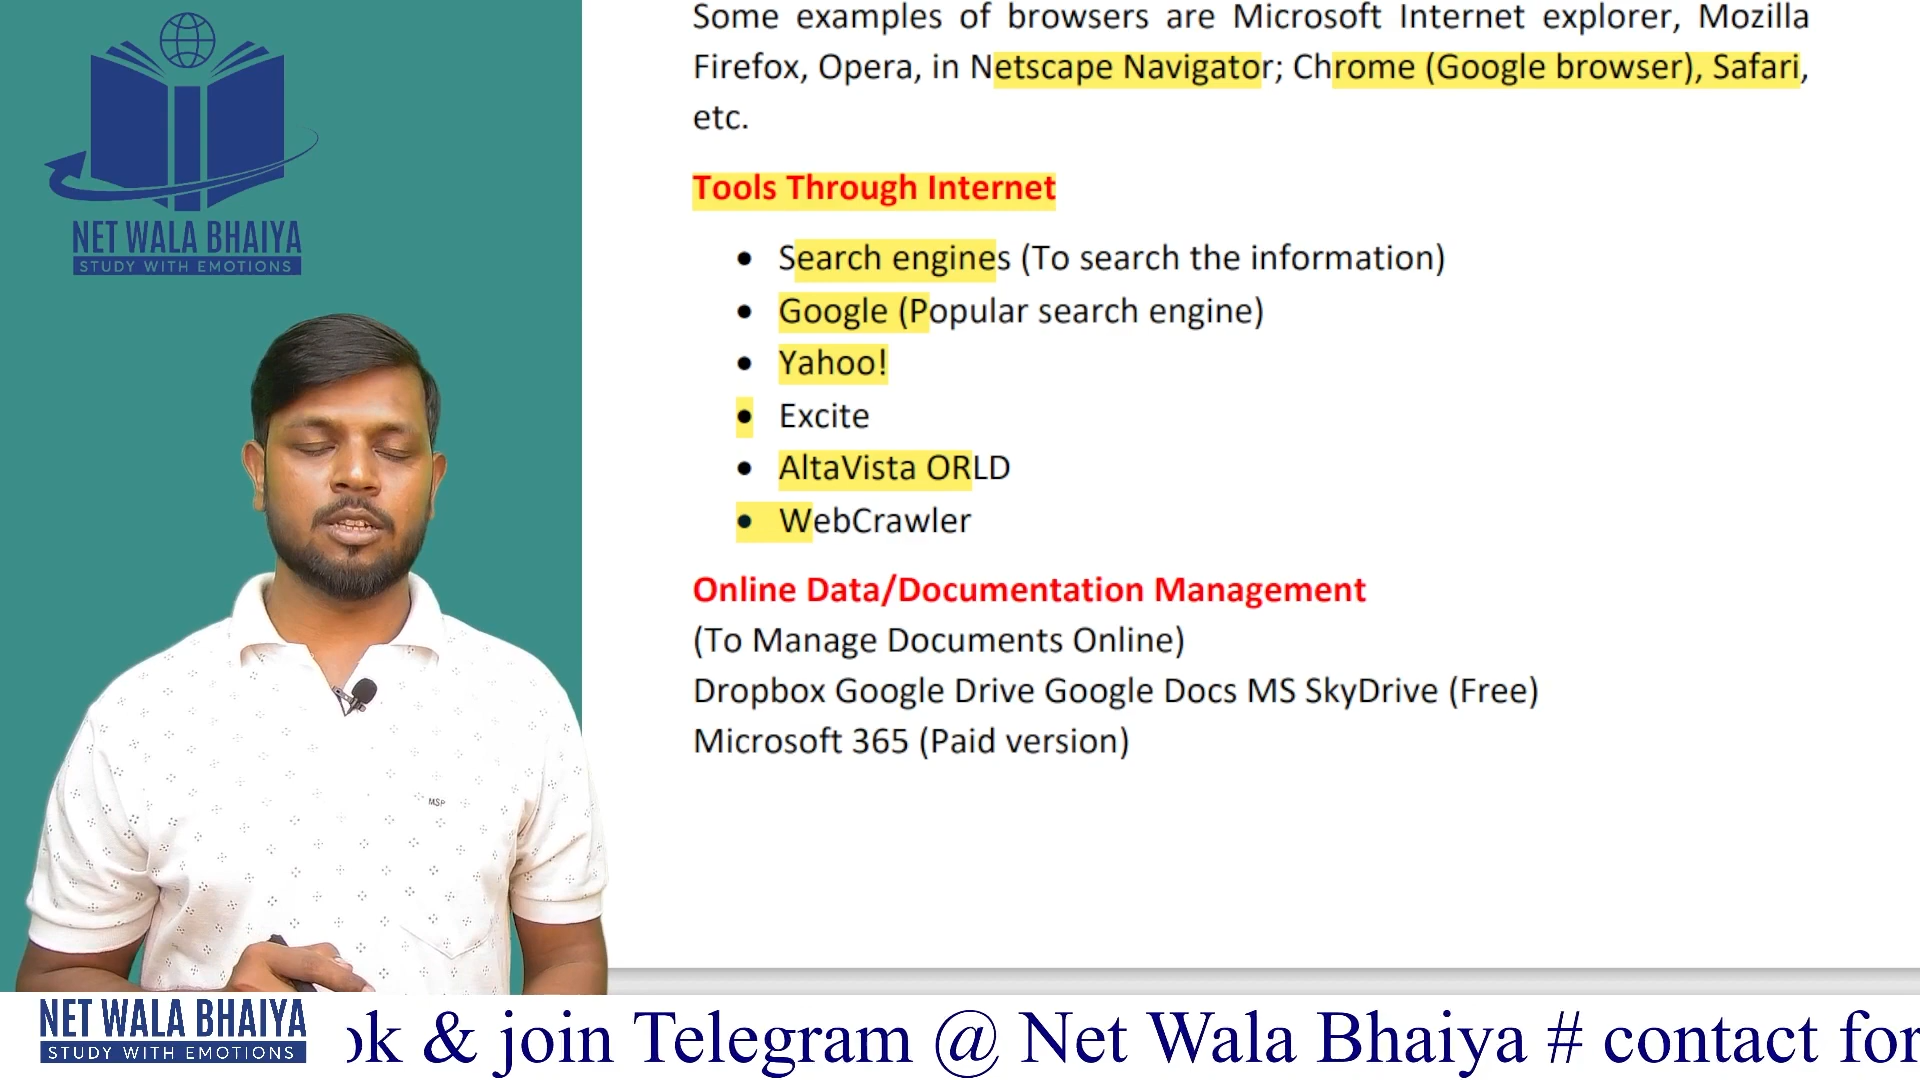 Some examples of browsers are Microsoft Internet explorer, Mozilla
Firefox, Opera, in Netscape Navigator; Chrome (Google browser), Safari,
etc.
Tools Through Internet
• Search engines (To search the information)
• Google (Popular search engine)
• Yahoo!
• Excite
• AltaVista ORLD
• WebCrawler
Online Data/Documentation Management
(To Manage Documents Online)
Dropbox Google Drive Google Docs MS SkyDrive (Free)
Microsoft 365 (Paid version)
NET WALA BHAIYA
STUDY WITH EMOTIONS
MSP
NET WALA BHAIYA
STUDY WITH EMOTIONS
k & join Telegram @ Net Wala Bhaiya # contact for